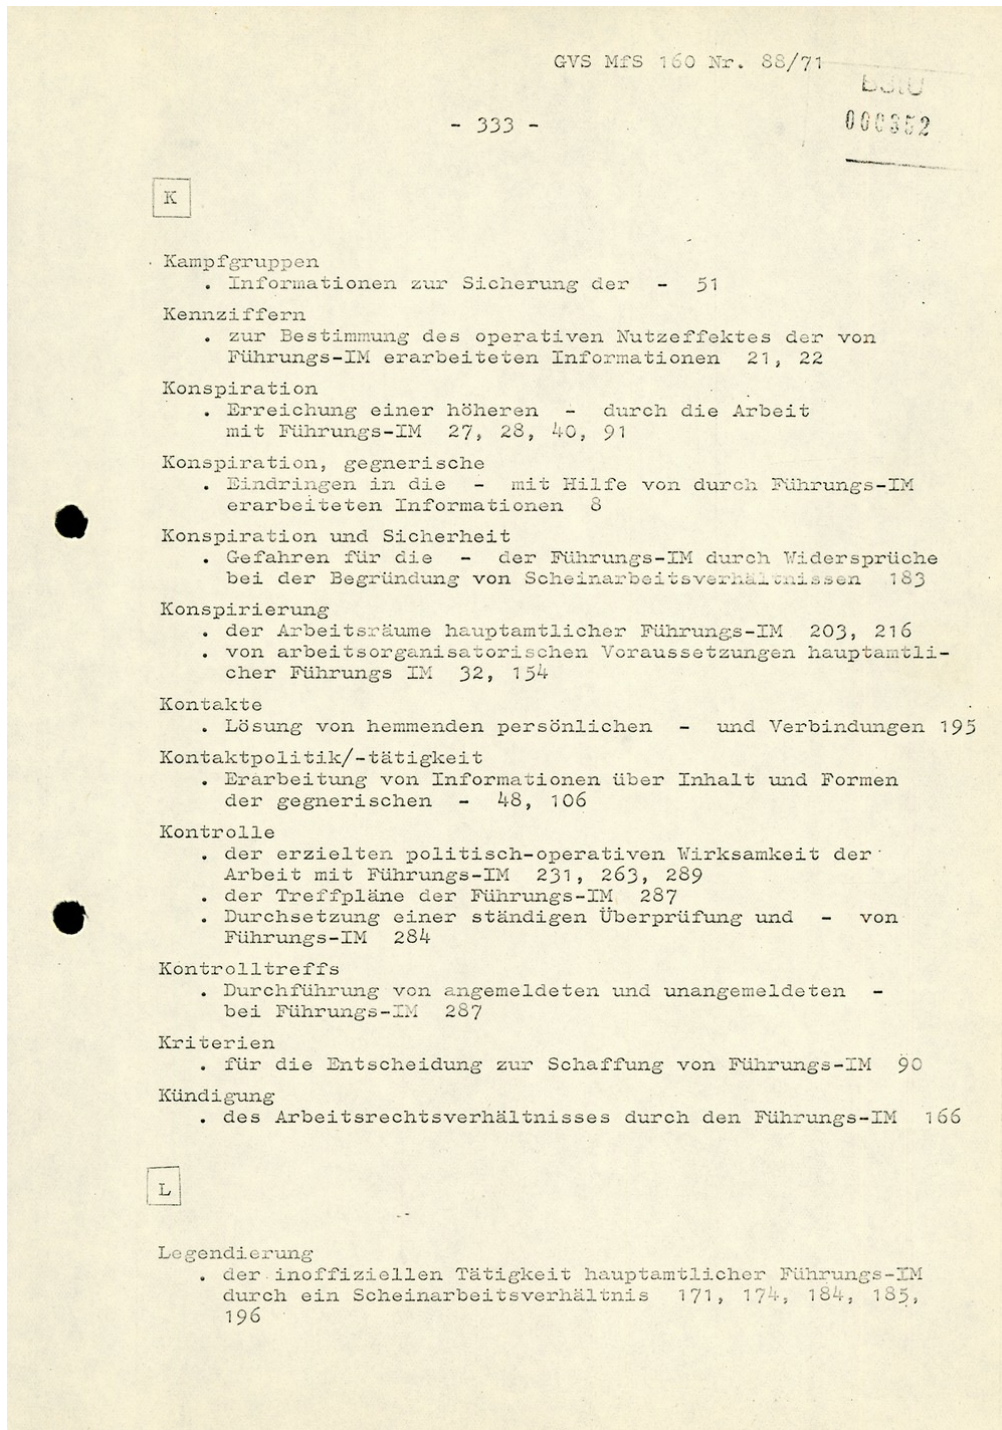 GVS MfS 160 Nr. 88/71
BStU
000352
- 333 -
K
Kampfgruppen
. Informationen zur Sicherung der - 51
Kennziffern
. zur Bestimmung des operativen Nutzeffektes der von
Führungs-IM erarbeiteten Informationen 21, 22
Konspiration
. Erreichung einer höheren - durch die Arbeit
mit Führungs-IM 27, 28, 40, 91
Konspiration, gegnerische
. Eindringen in die - mit Hilfe von durch Führungs-IM
erarbeiteten Informationen 8
Konspiration und Sicherheit
. Gefahren für die - der Führungs-IM durch Widersprüche
bei der Begründung von Scheinarbeitsverhältnissen 183
Konspirierung
. der Arbeitsräume hauptamtlicher Führungs-IM 203, 216
. von arbeitsorganisatorischen Voraussetzungen hauptamtli-
cher Führungs IM 32, 154
Kontakte
. Lösung von hemmenden persönlichen - und Verbindungen 195
Kontaktpolitik/-tätigkeit
. Erarbeitung von Informationen über Inhalt und Formen
der gegnerischen - 48, 106
Kontrolle
. der erzielten politisch-operativen Wirksamkeit der
Arbeit mit Führungs-IM 231, 263, 289
. der Treffpläne der Führungs-IM 287
. Durchsetzung einer ständigen Überprüfung und - von
Führungs-IM 284
Kontrolltreffs
. Durchführung von angemeldeten und unangemeldeten -
bei Führungs-IM 287
Kriterien
. für die Entscheidung zur Schaffung von Führungs-IM 90
Kündigung
. des Arbeitsrechtsverhältnisses durch den Führungs-IM 166
L
Legendierung
. der inoffiziellen Tätigkeit hauptamtlicher Führungs-IM
durch ein Scheinarbeitsverhältnis 171, 174, 184, 185,
196